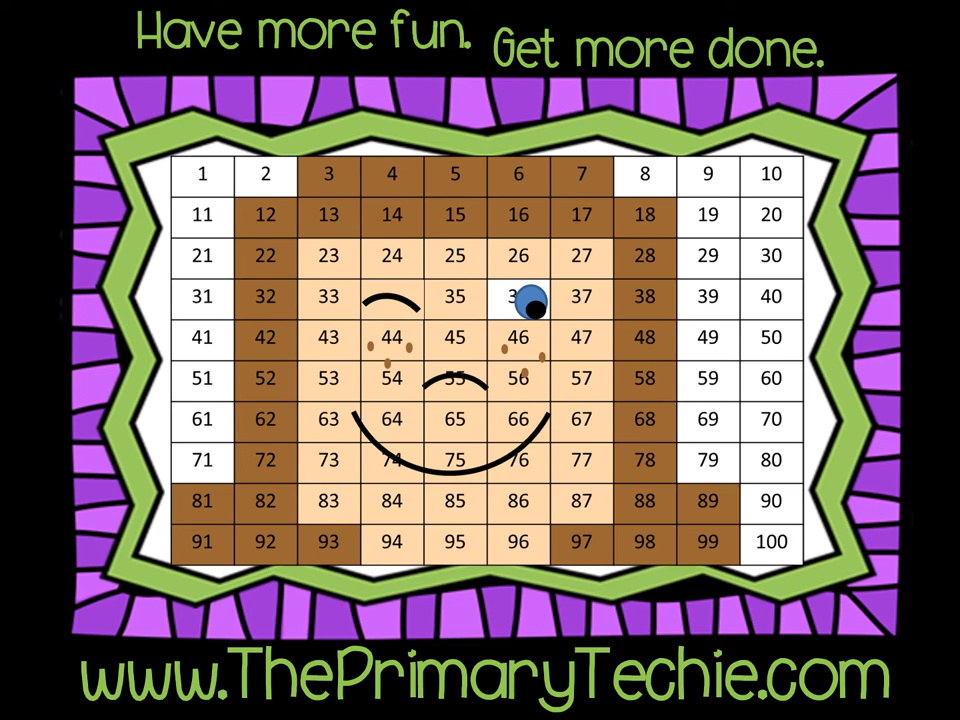 Have more fun. Get more done.
1 2 3 4 5 6 7 8 9 10
11 12 13 14 15 16 17 18 19 20
21 22 23 24 25 26 27 28 29 30
31 32 33 35 37 38 39 40
41 42 43 44 45 46 47 48 49 50
51 52 53 54 55 56 57 58 59 60
61 62 63 64 65 66 67 68 69 70
71 72 73 74 75 76 77 78 79 80
81 82 83 84 85 86 87 88 89 90
91 92 93 94 95 96 97 98 99 100
www.ThePrimaryTechie.com